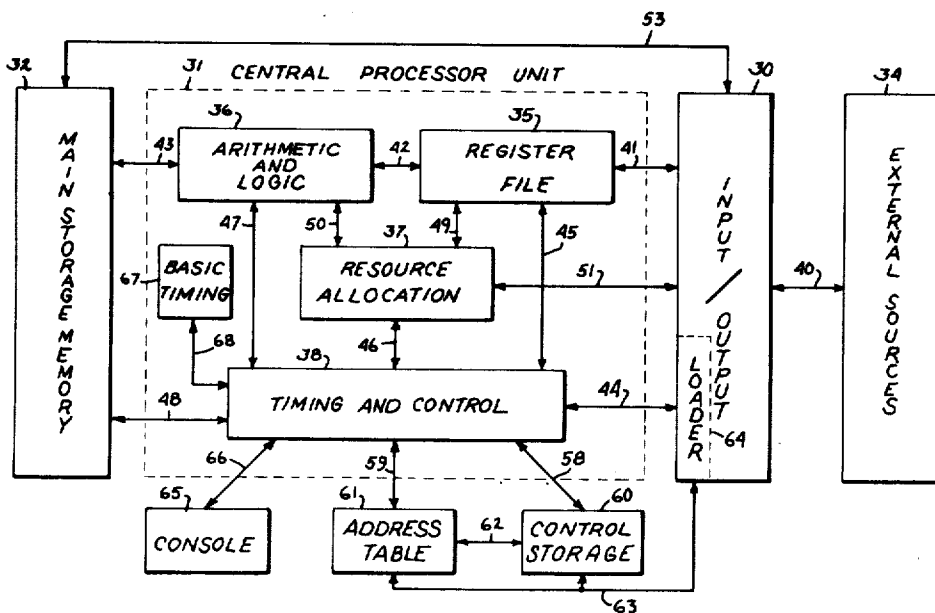 53
32
31
CENTRAL PROCESSOR UNIT
30
34
36
35
MAIN STORAGE MEMORY
43
ARITHMETIC
AND
LOGIC
42
REGISTER
FILE
41
INPUT / OUTPUT
EXTERNAL SOURCES
47
50
49
45
37
67
BASIC
TIMING
RESOURCE
ALLOCATION
51
40
68
46
38
48
TIMING AND CONTROL
44
LOADER
64
66
59
58
65
61
60
CONSOLE
ADDRESS
TABLE
62
CONTROL
STORAGE
63